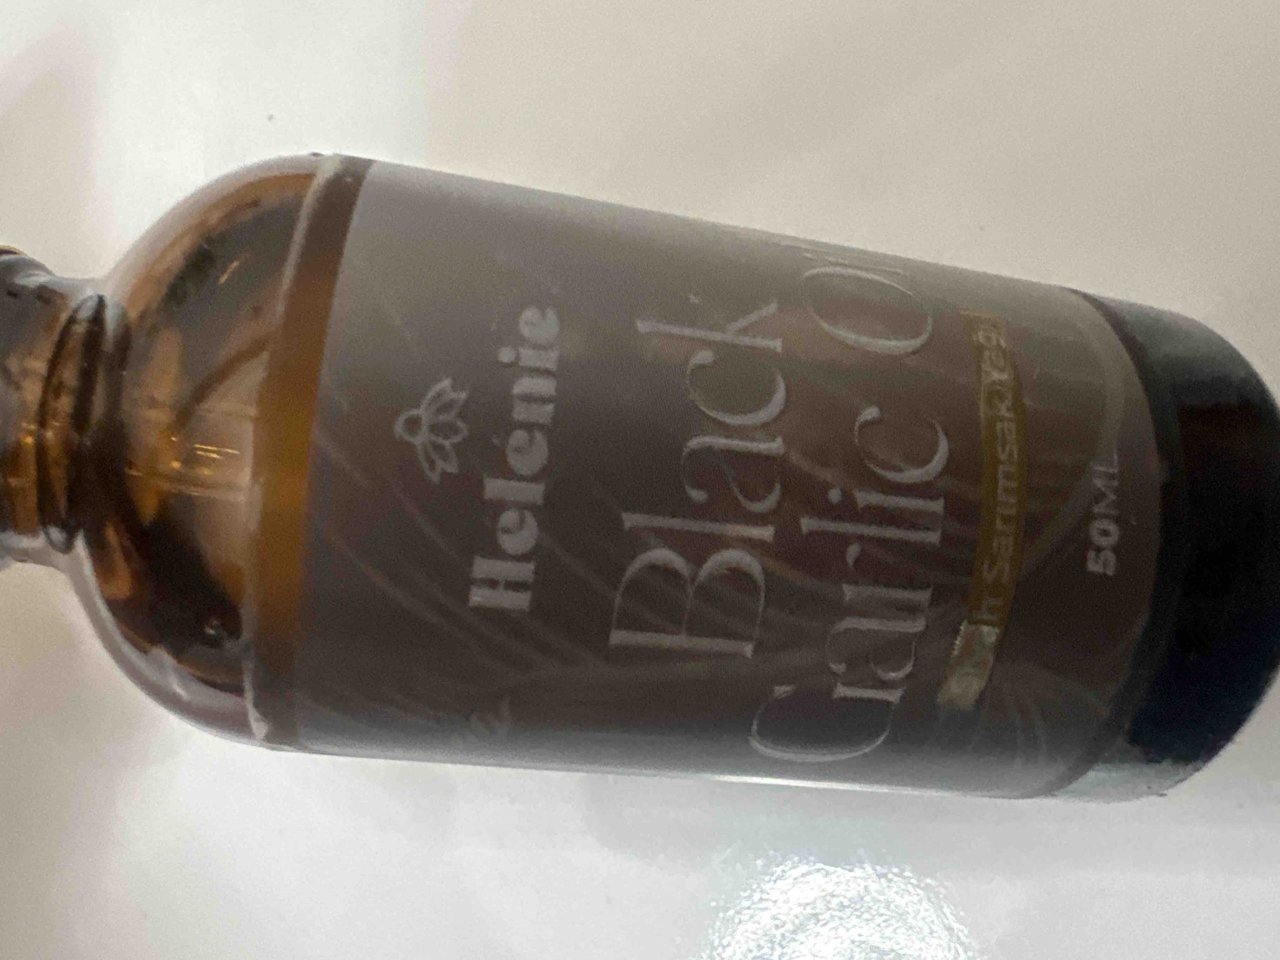 Helenie
Black
Garlic Oil
Sarımsak Yağı
50ML